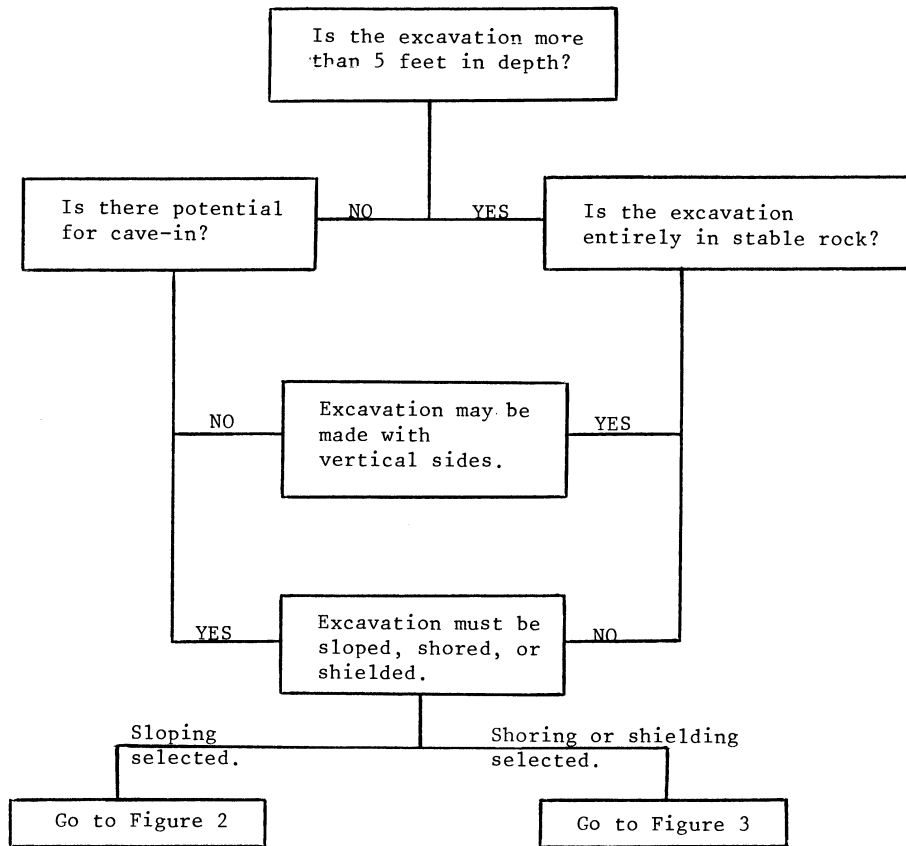 Is the excavation more
than 5 feet in depth?
Is there potential
for cave-in?
NO
YES
Is the excavation
entirely in stable rock?
NO
Excavation may be
made with
vertical sides.
YES
YES
Excavation must be
sloped, shored, or
shielded.
NO
Sloping
selected.
Shoring or shielding
selected.
Go to Figure 2
Go to Figure 3